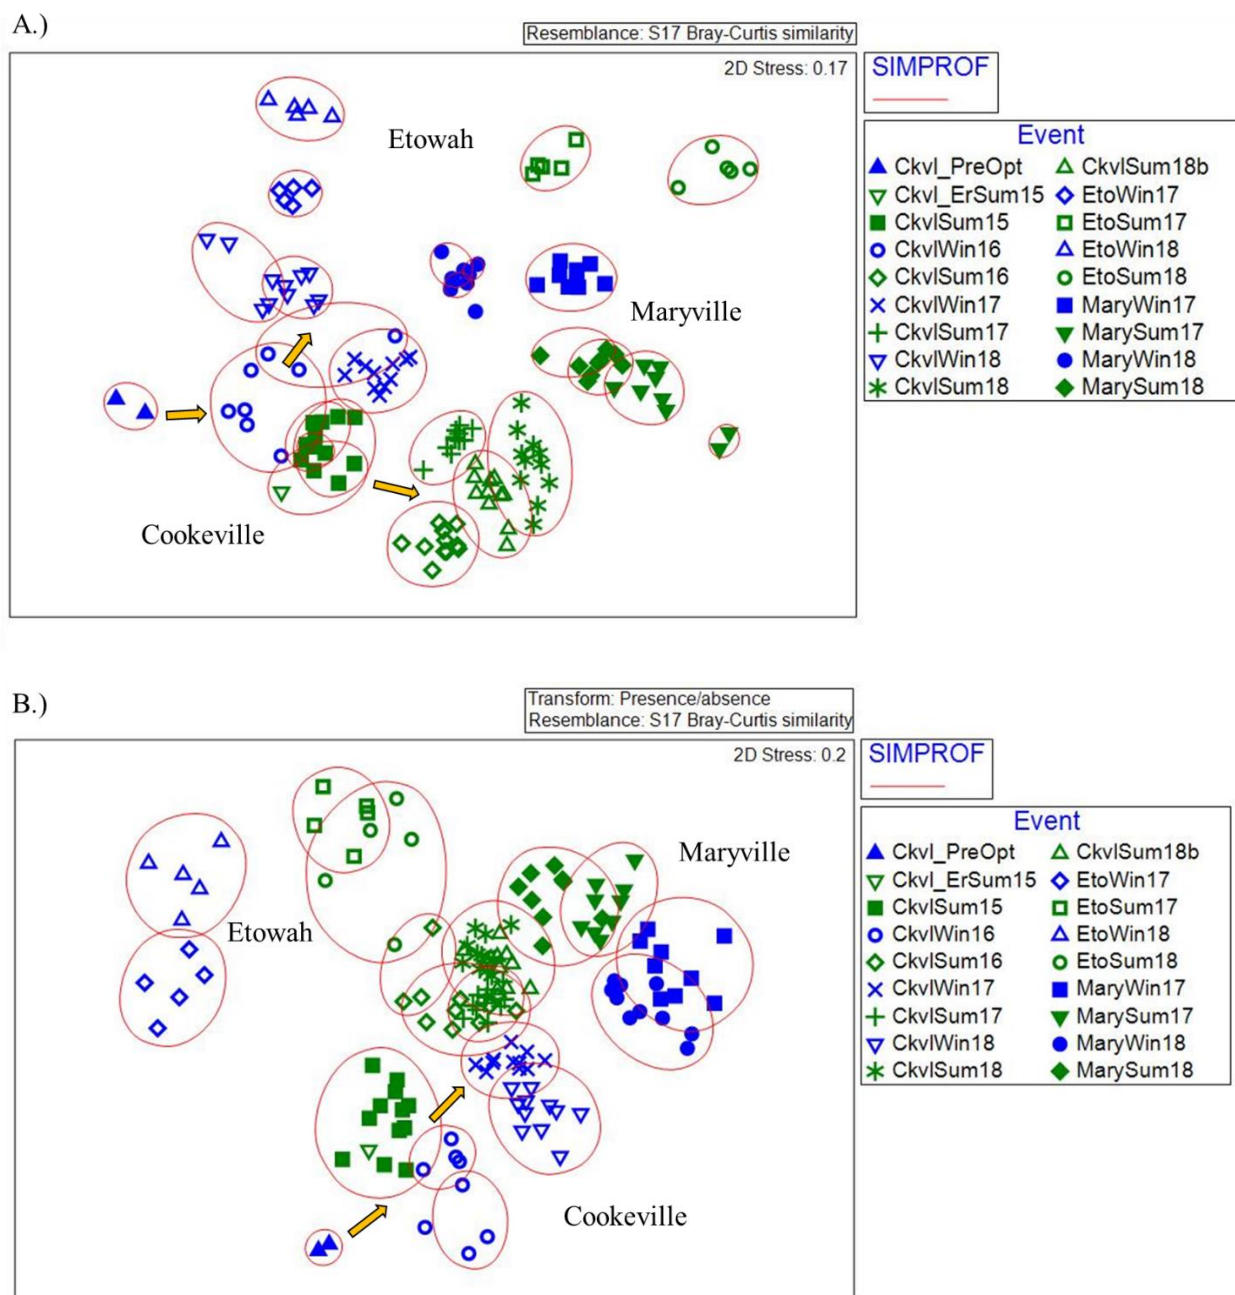 A.)
Resemblance: S17 Bray-Curtis similarity
2D Stress: 0.17
SIMPROF
Etowah
Maryville
Cookeville
Event
Ckvl_PreOpt CkvlSum18b
Ckvl_ErSum15 EtoWin17
CkvlSum15 EtoSum17
CkvlWin16 EtoWin18
CkvlSum16 EtoSum18
CkvlWin17 MaryWin17
CkvlSum17 MarySum17
CkvlWin18 MaryWin18
CkvlSum18 MarySum18
B.)
Transform: Presence/absence
Resemblance: S17 Bray-Curtis similarity
2D Stress: 0.2
SIMPROF
Maryville
Etowah
Cookeville
Event
Ckvl_PreOpt CkvlSum18b
Ckvl_ErSum15 EtoWin17
CkvlSum15 EtoSum17
CkvlWin16 EtoWin18
CkvlSum16 EtoSum18
CkvlWin17 MaryWin17
CkvlSum17 MarySum17
CkvlWin18 MaryWin18
CkvlSum18 MarySum18